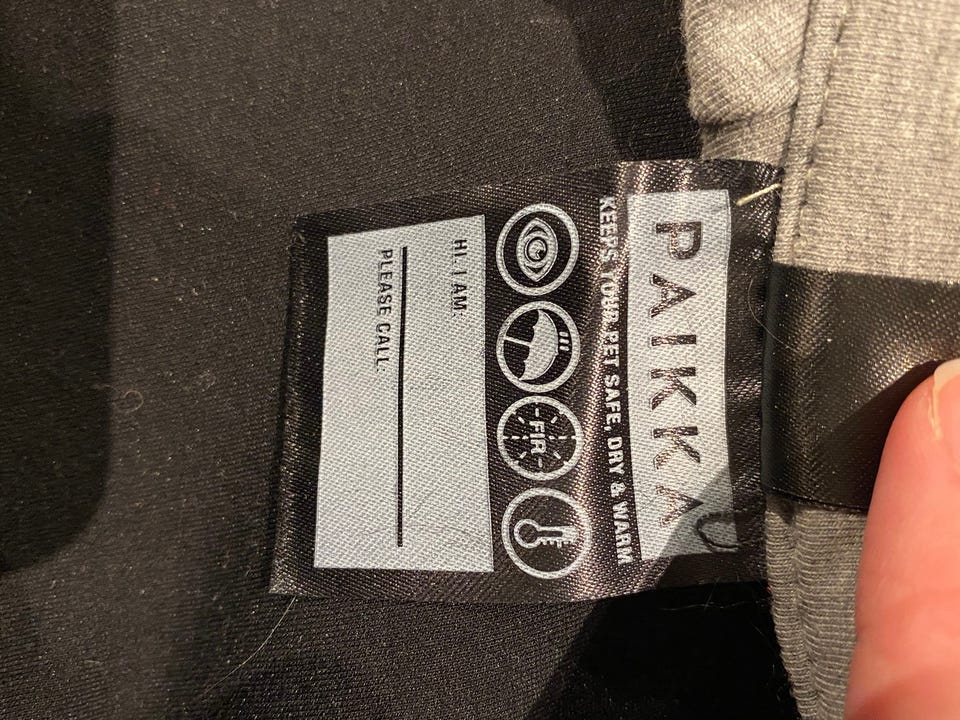 PAIKKA
KEEPS YOUR PET SAFE, DRY & WARM
FIR
HI, I AM:
PLEASE CALL: